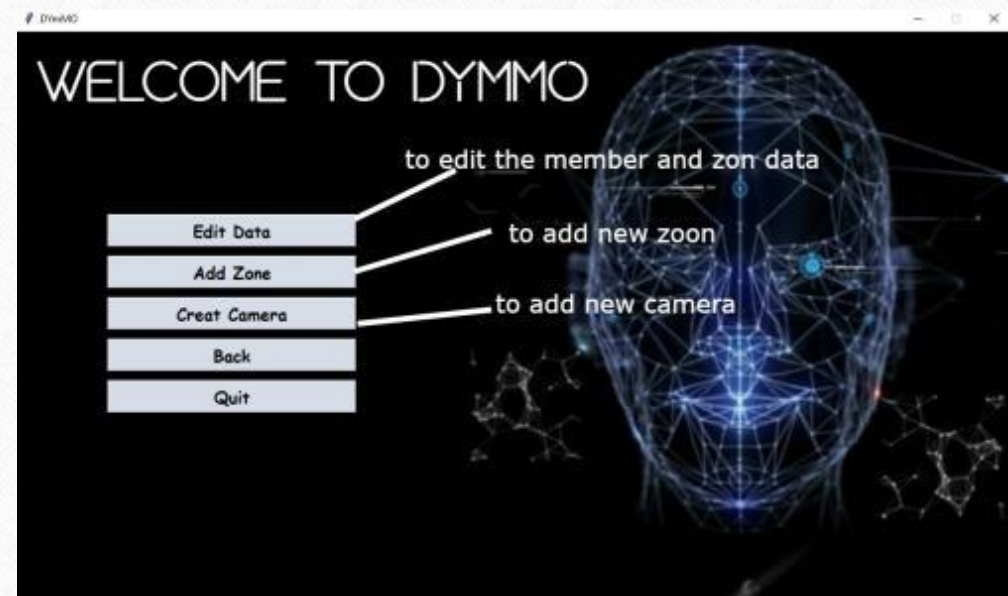 DYmMO
WELCOME TO DYMMO
to edit the member and zon data
Edit Data
to add new zoon
Add Zone
to add new camera
Creat Camera
Back
Quit